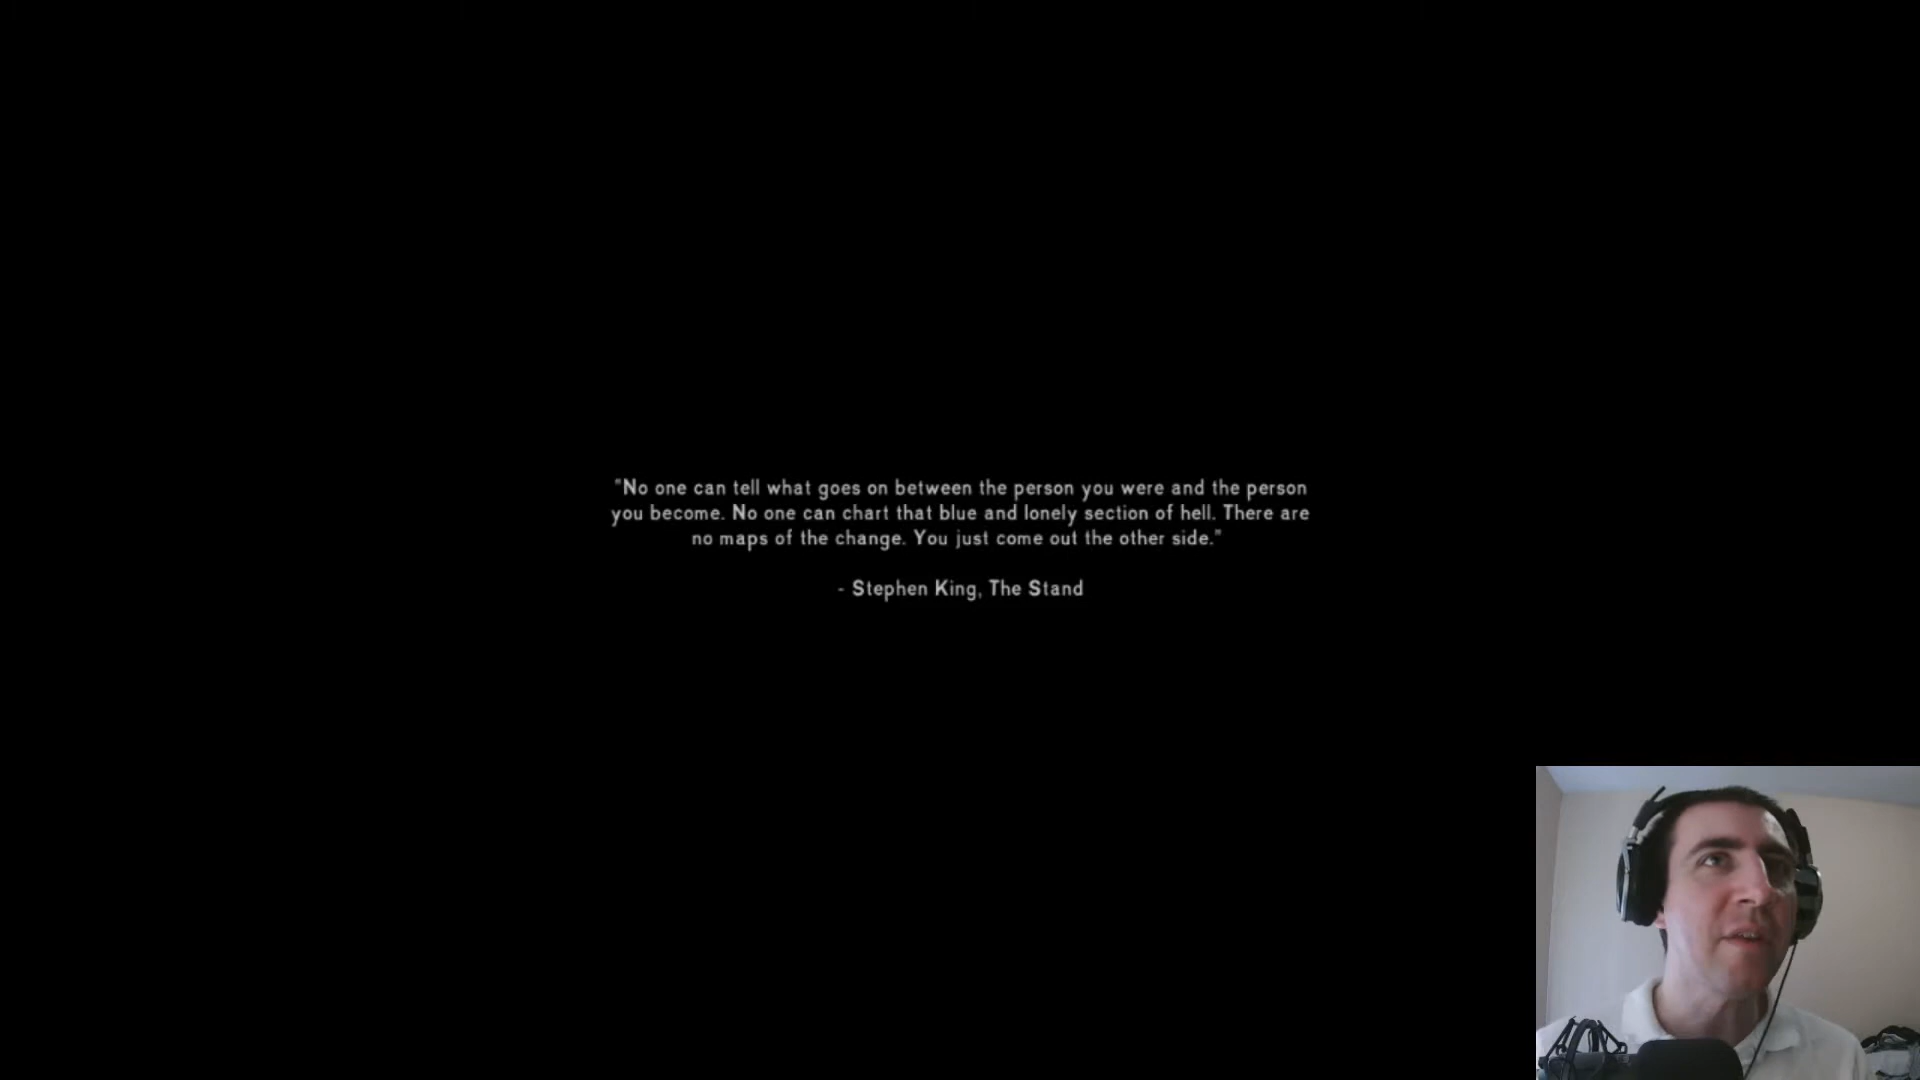 "No one can tell what goes on between the person you were and the person
you become. No one can chart that blue and lonely section of hell. There are
no maps of the change. You just come out the other side."
- Stephen King, The Stand